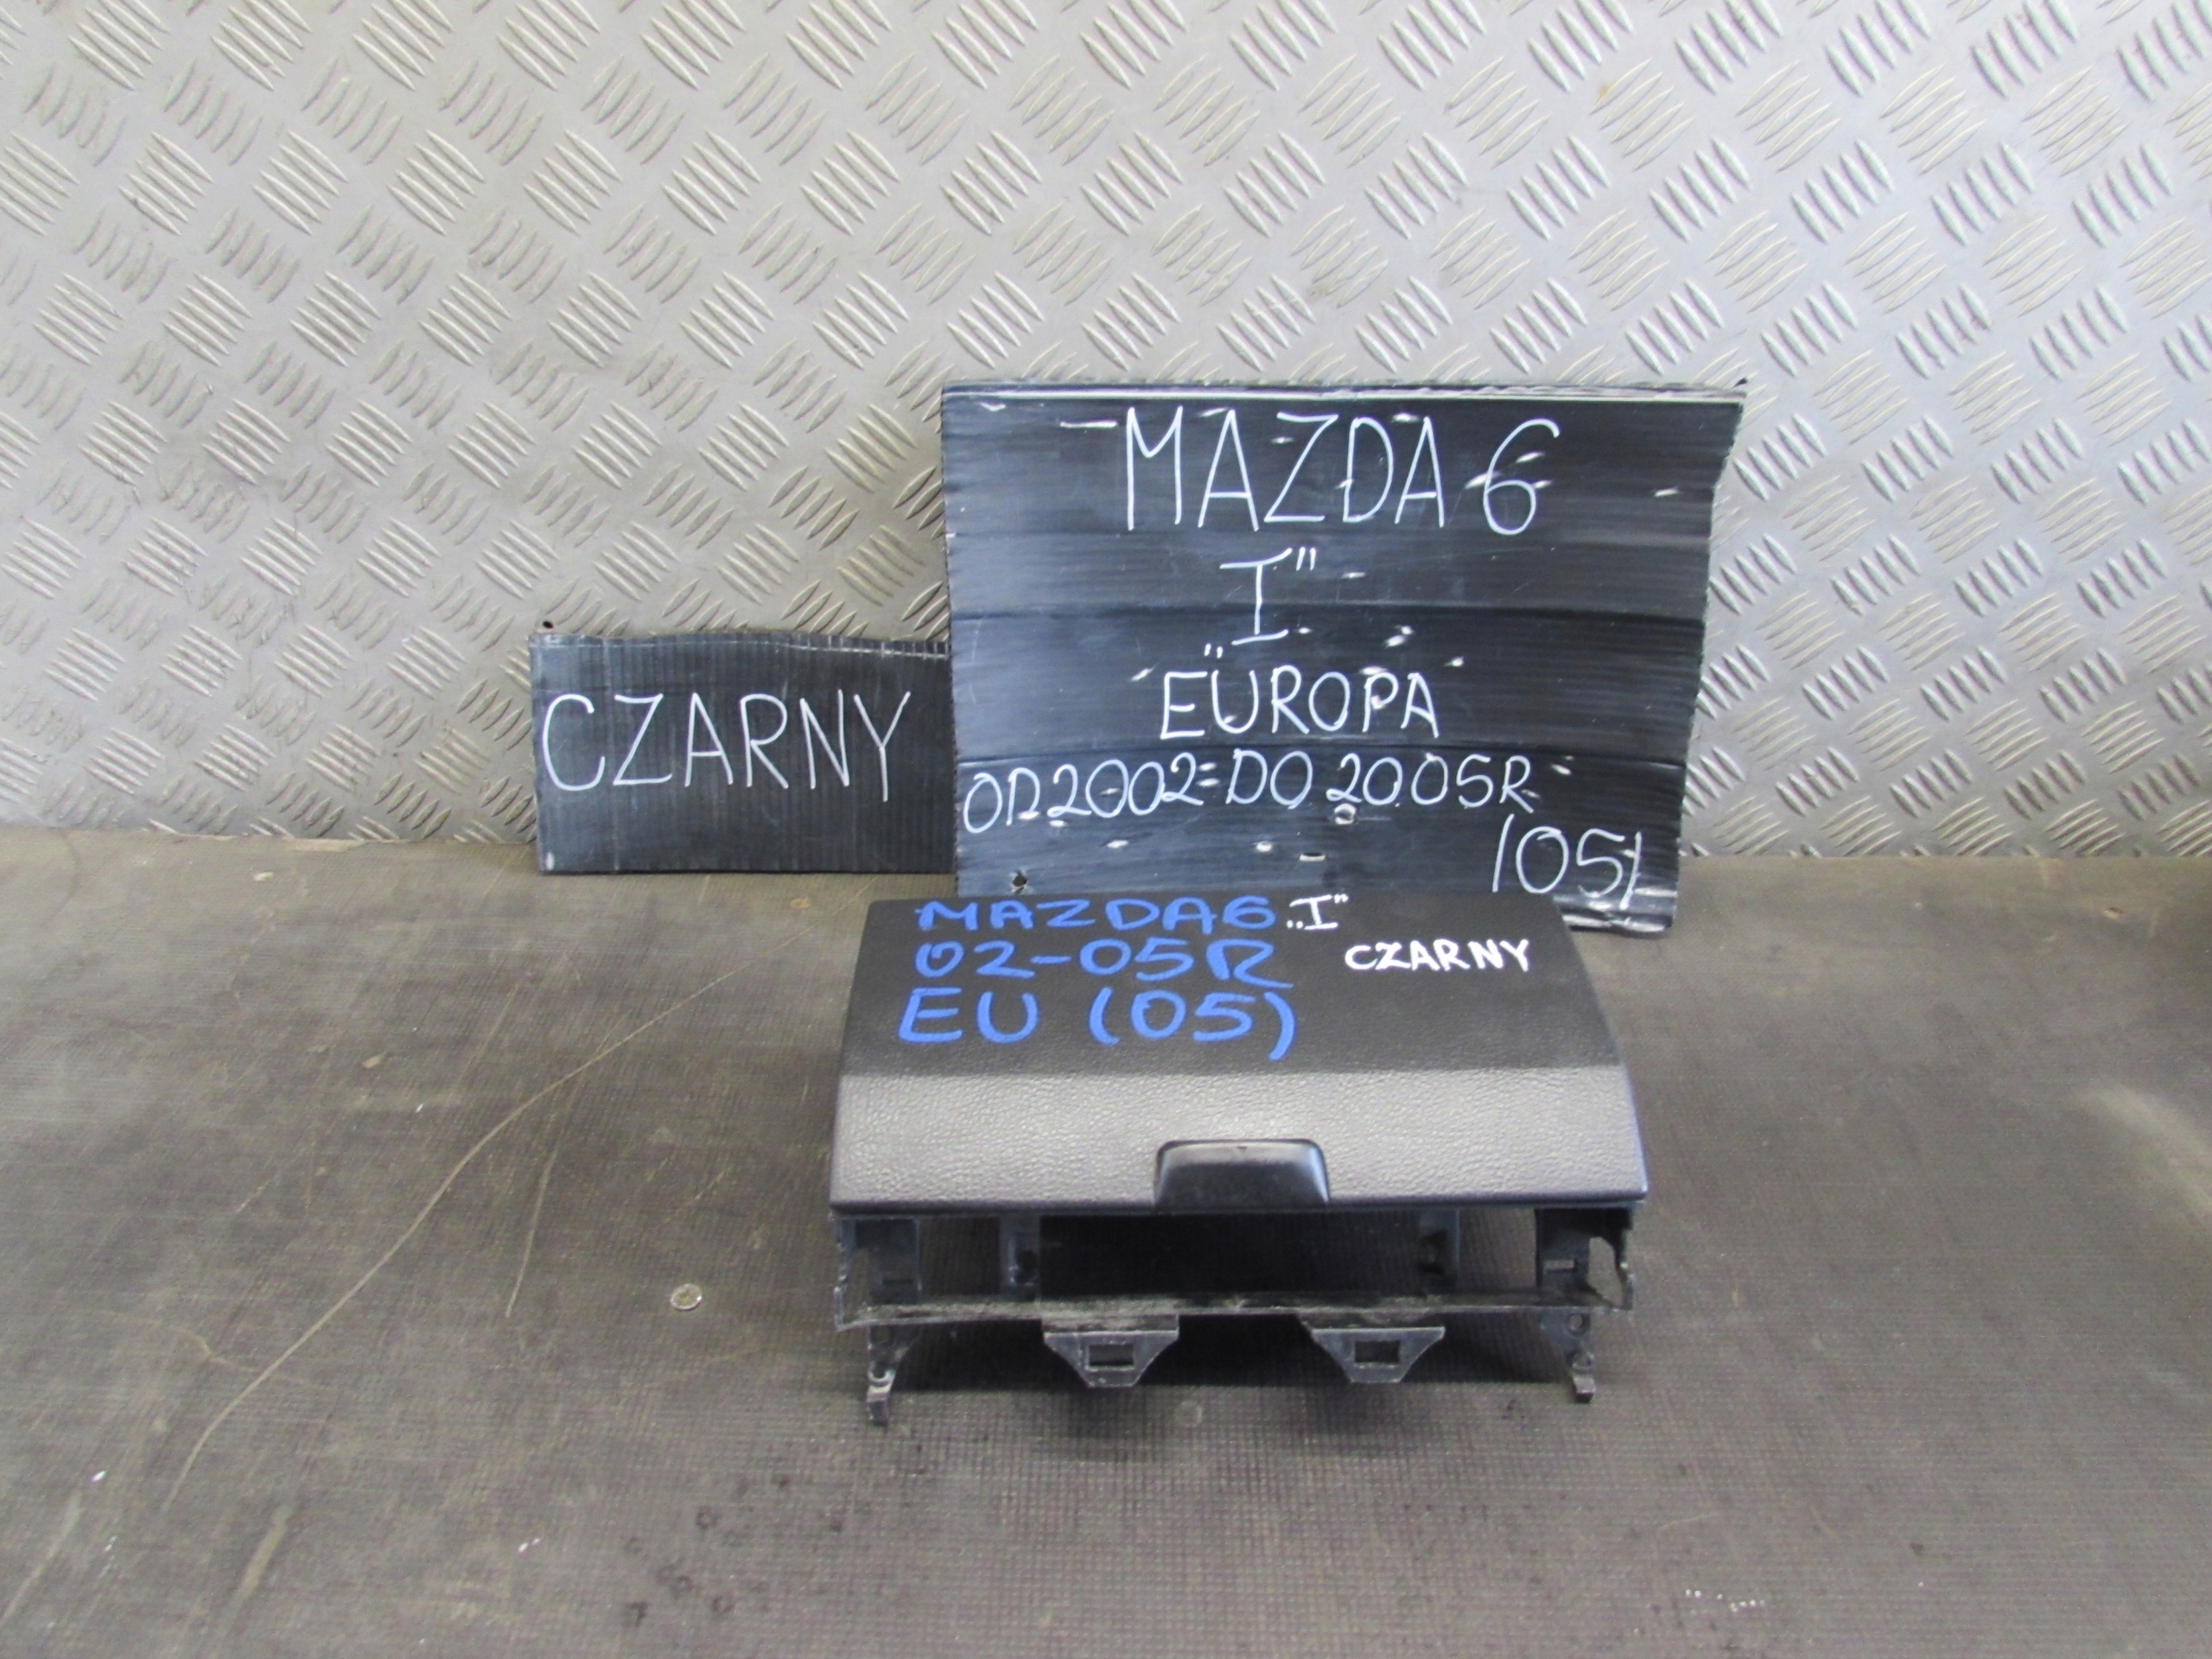 CZARNY
MAZDA 6
„I”
EUROPA
OD 2002 DO 2005R
/05/
MAZDA6 „I”
02-05R CZARNY
EU (05)